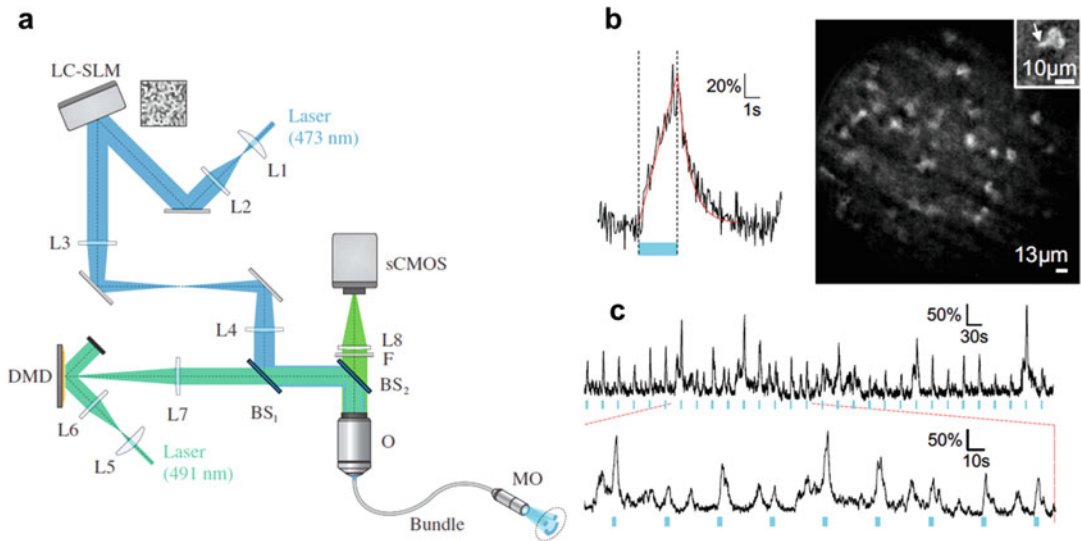 a
LC-SLM
Laser
(473 nm)
L1
L2
L3
sCMOS
L4
L8
F
DMD
BS2
L7
BS1
L6
O
L5
Laser
(491 nm)
MO
Bundle
b
20%
1s
10µm
13µm
c
50%
30s
50%
10s